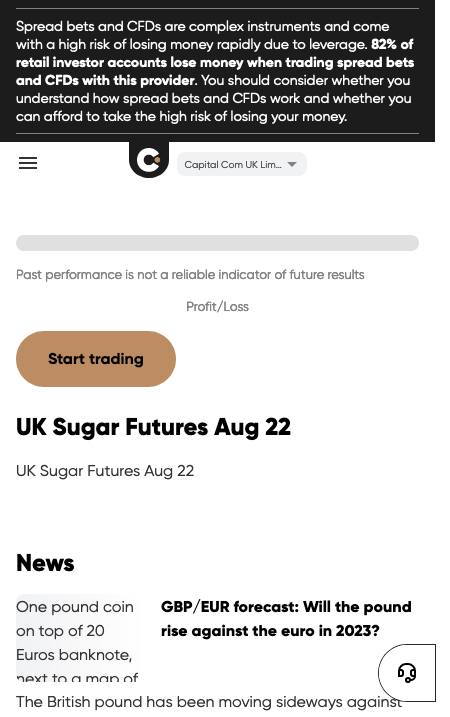 Spread bets and CFDs are complex instruments and come
with a high risk of losing money rapidly due to leverage. 82% of
retail investor accounts lose money when trading spread bets
and CFDs with this provider. You should consider whether you
understand how spread bets and CFDs work and whether you
can afford to take the high risk of losing your money.
Capital Com UK Lim...
Past performance is not a reliable indicator of future results
Profit/Loss
Start trading
UK Sugar Futures Aug 22
UK Sugar Futures Aug 22
News
One pound coin
on top of 20
Euros banknote,
next to a map of
GBP/EUR forecast: Will the pound
rise against the euro in 2023?
The British pound has been moving sideways against